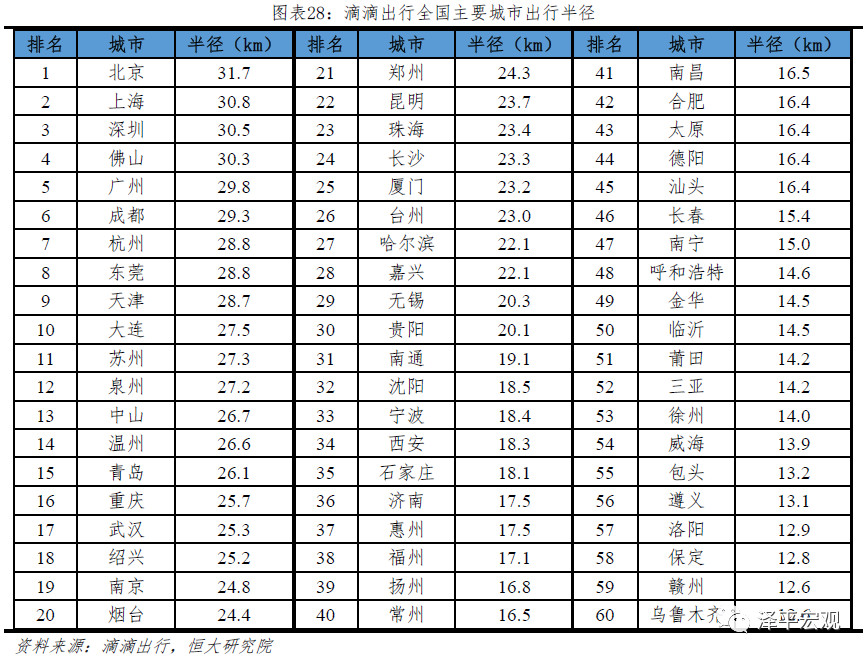 图表28：滴滴出行全国主要城市出行半径
排名 城市 半径（km） 排名 城市 半径（km） 排名 城市 半径（km）
1 北京 31.7 21 郑州 24.3 41 南昌 16.5
2 上海 30.8 22 昆明 23.7 42 合肥 16.4
3 深圳 30.5 23 珠海 23.4 43 太原 16.4
4 佛山 30.3 24 长沙 23.3 44 德阳 16.4
5 广州 29.8 25 厦门 23.2 45 汕头 16.4
6 成都 29.3 26 台州 23.0 46 长春 15.4
7 杭州 28.8 27 哈尔滨 22.1 47 南宁 15.0
8 东莞 28.8 28 嘉兴 22.1 48 呼和浩特 14.6
9 天津 28.7 29 无锡 20.3 49 金华 14.5
10 大连 27.5 30 贵阳 20.1 50 临沂 14.5
11 苏州 27.3 31 南通 19.1 51 莆田 14.2
12 泉州 27.2 32 沈阳 18.5 52 三亚 14.2
13 中山 26.7 33 宁波 18.4 53 徐州 14.0
14 温州 26.6 34 西安 18.3 54 威海 13.9
15 青岛 26.1 35 石家庄 18.1 55 包头 13.2
16 重庆 25.7 36 济南 17.5 56 遵义 13.1
17 武汉 25.3 37 惠州 17.5 57 洛阳 12.9
18 绍兴 25.2 38 福州 17.1 58 保定 12.8
19 南京 24.8 39 扬州 16.8 59 赣州 12.6
20 烟台 24.4 40 常州 16.5 60 乌鲁木齐
泽平宏观
资料来源：滴滴出行，恒大研究院